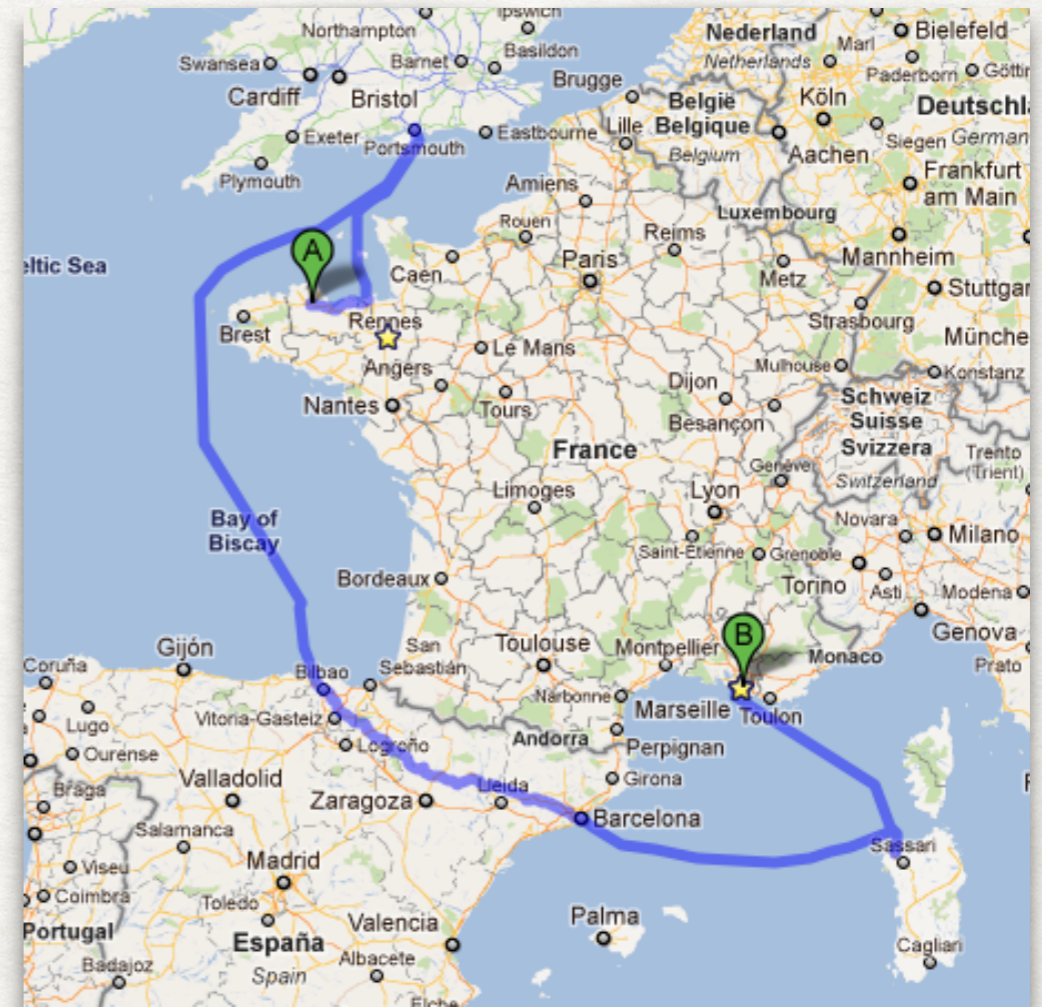 Northampton
Ipswich
Swansea
Barnet
Basildon
Cardiff
Bristol
Exeter
Portsmouth
Eastbourne
Plymouth
Nederland
Netherlands
Marl
Bielefeld
Paderborn
Götti
Brugge
België
Belgique
Belgium
Köln
Deutschl
Lille
Siegen
German
Aachen
Frankfurt
am Main
Amiens
Luxembourg
Rouen
Reims
eltic Sea
Caen
Paris
Metz
Mannheim
A
Stuttgar
Brest
Rennes
Strasbourg
Münche
Le Mans
Angers
Mulhouse
Konstanz
Nantes
Tours
Dijon
Besançon
Schweiz
Suisse
Svizzera
Switzerland
Trento
(Trient)
France
Genève
Limoges
Lyon
Bay of
Biscay
Novara
Milano
Saint-Étienne
Grenoble
Bordeaux
Torino
Asti
Modena
Genova
B
Gijón
San
Sebastián
Toulouse
Montpellier
Monaco
Prato
Coruña
Bilbao
Narbonne
Marseille
Toulon
Lugo
Vitoria-Gasteiz
Ourense
Logroño
Andorra
Perpignan
Braga
Valladolid
Zaragoza
Lleida
Girona
Barcelona
Salamanca
Sassari
Viseu
Madrid
Coimbra
Toledo
Palma
Portugal
España
Spain
Valencia
Badajoz
Albacete
Cagliari
Elche